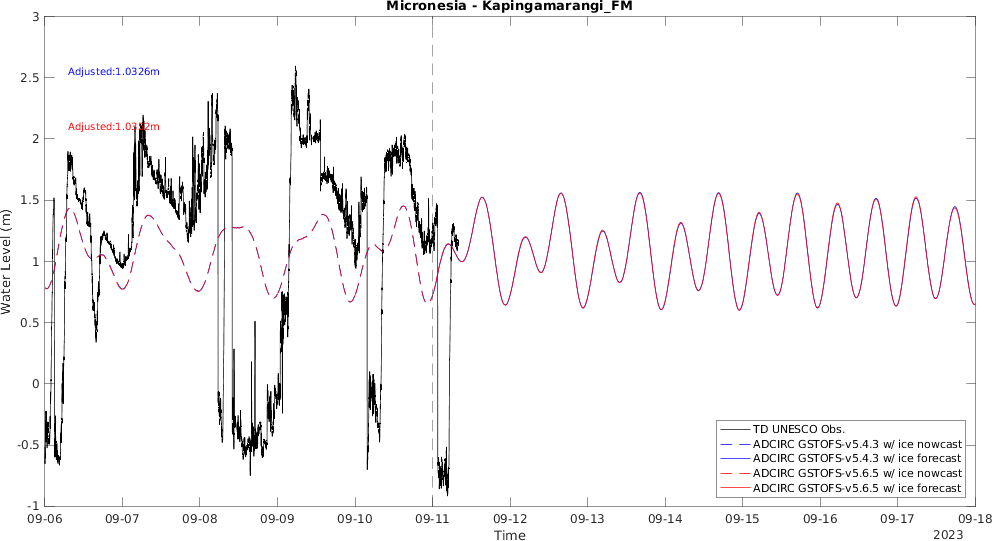 Micronesia - Kapingamarangi_FM
Adjusted:1.0326m
Water Level (m)
3
2.5
2
1.5
1
0.5
0
-0.5
-1
09-06
09-07
09-08
09-09
09-10
09-11
09-12
09-13
09-14
09-15
09-16
09-17
09-18
Time
2023
TD UNESCO Obs.
ADCIRC GSTOFS-v5.4.3 w/ ice nowcast
ADCIRC GSTOFS-v5.4.3 w/ ice forecast
ADCIRC GSTOFS-v5.6.5 w/ ice nowcast
ADCIRC GSTOFS-v5.6.5 w/ ice forecast